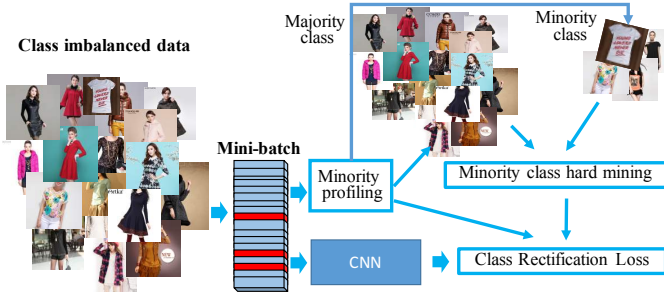 Class imbalanced data
Majority
class
Minority
class
Mini-batch
Minority
profiling
Minority class hard mining
CNN
Class Rectification Loss